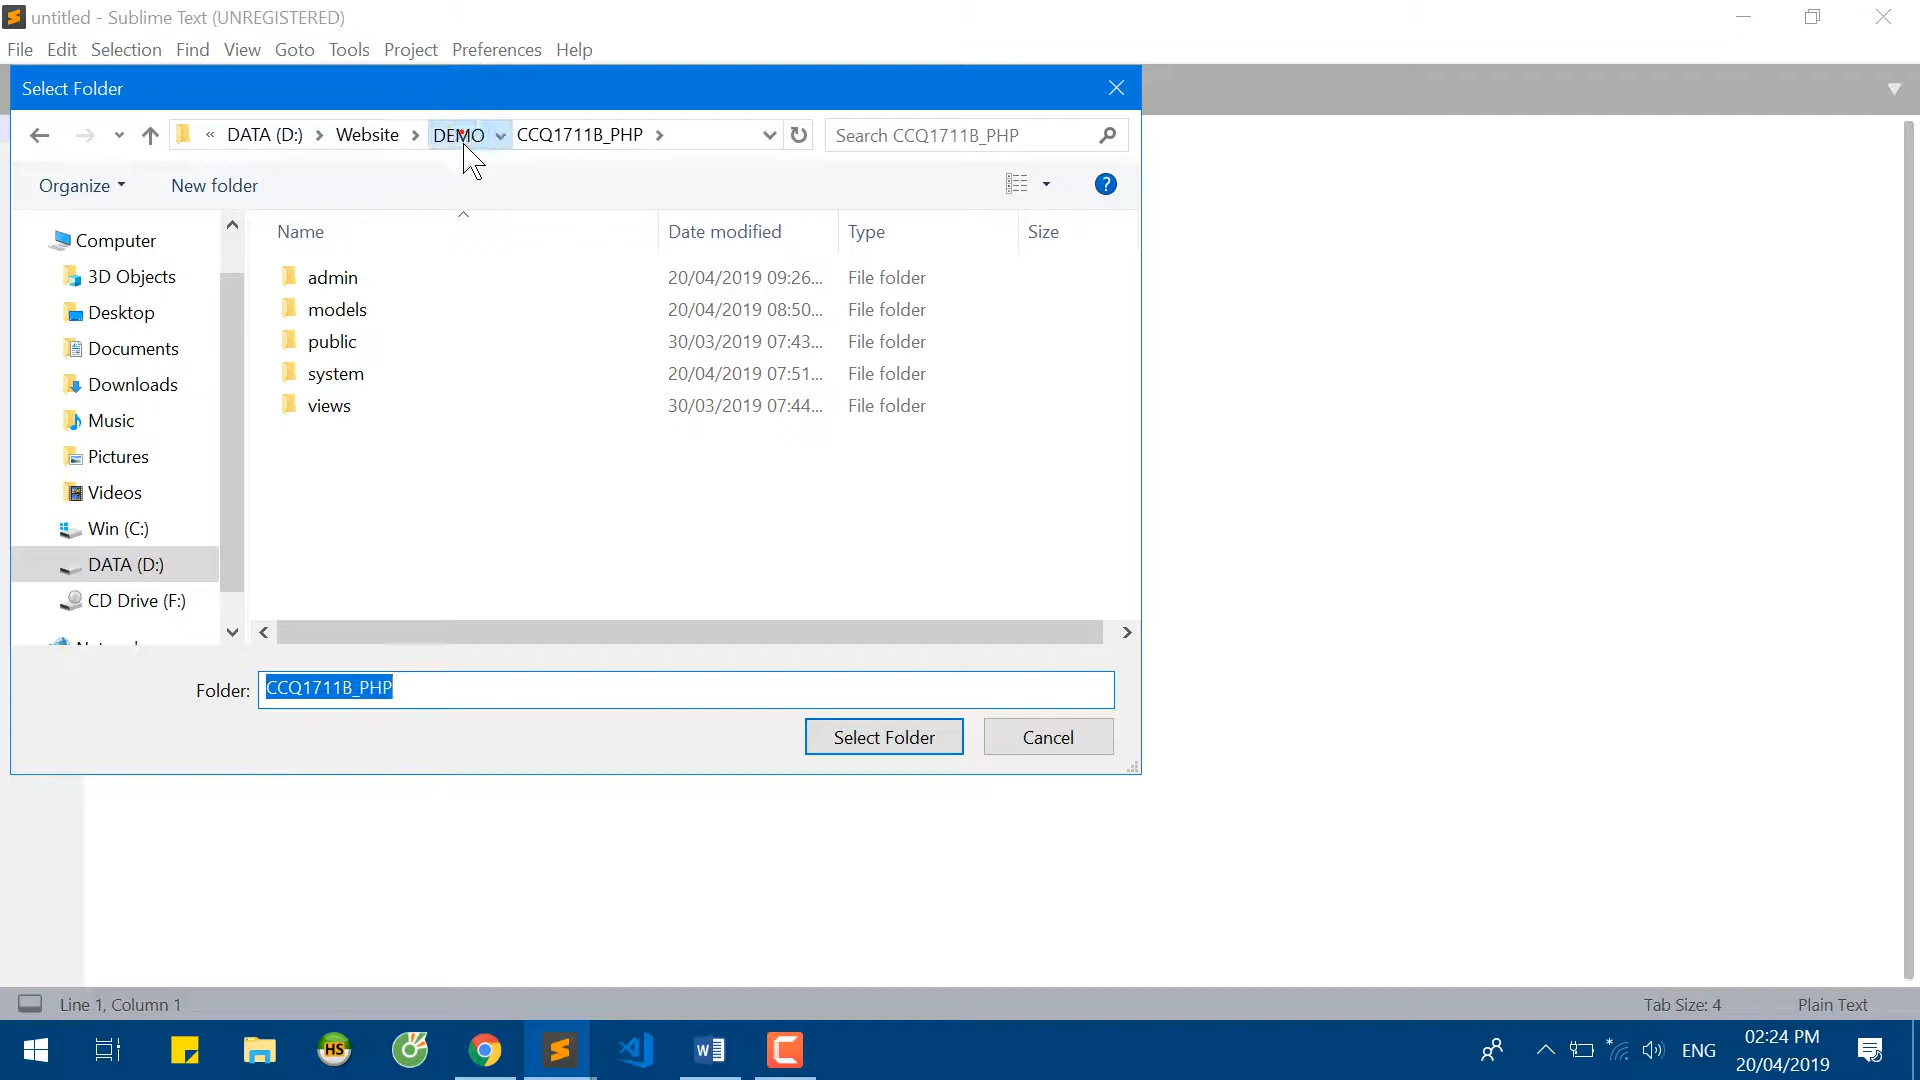 untitled - Sublime Text (UNREGISTERED)
File Edit Selection Find View Goto Tools Project Preferences Help
Select Folder
« DATA (D:) Website DEMO CCQ1711B_PHP
Search CCQ1711B_PHP
Organize New folder
?
Name Date modified Type Size
admin 20/04/2019 09:26... File folder
models 20/04/2019 08:50... File folder
public 30/03/2019 07:43... File folder
system 20/04/2019 07:51... File folder
views 30/03/2019 07:44... File folder
Computer
3D Objects
Desktop
Documents
Downloads
Music
Pictures
Videos
Win (C:)
DATA (D:)
CD Drive (F:)
Folder: CCQ1711B_PHP
Select Folder Cancel
Line 1, Column 1 Tab Size: 4 Plain Text
HS
ENG
02:24 PM
20/04/2019